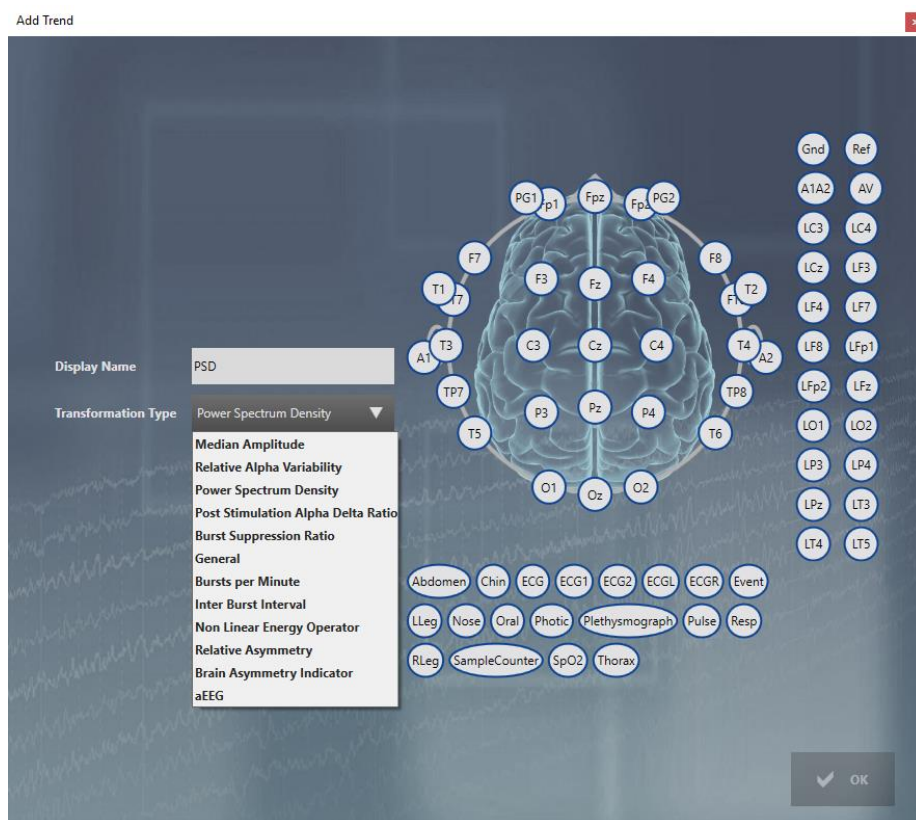 Add Trend
x
Gnd Ref
A1A2 AV
PG1 Fp1 Fpz PG2
LC3 LC4
F7 F8
LCz LF3
F3 Fz F4
T1 T7 T2
LF4 LF7
A1 T3 C3 Cz C4 T4 A2
LF8 LFp1
Display Name PSD
TP7 TP8
LFp2 LFz
Transformation Type Power Spectrum Density
P3 Pz P4
T5 T6
LO1 LO2
Median Amplitude
Relative Alpha Variability
LP3 LP4
Power Spectrum Density
O1 Oz O2
LPz LT3
Post Stimulation Alpha Delta Ratio
Burst Suppression Ratio
LT4 LT5
General
Bursts per Minute
Abdomen Chin ECG ECG1 ECG2 ECGL ECGR Event
Inter Burst Interval
LLeg Nose Oral Photic Plethysmograph Pulse Resp
Non Linear Energy Operator
Relative Asymmetry
RLeg SampleCounter SpO2 Thorax
Brain Asymmetry Indicator
aEEG
OK